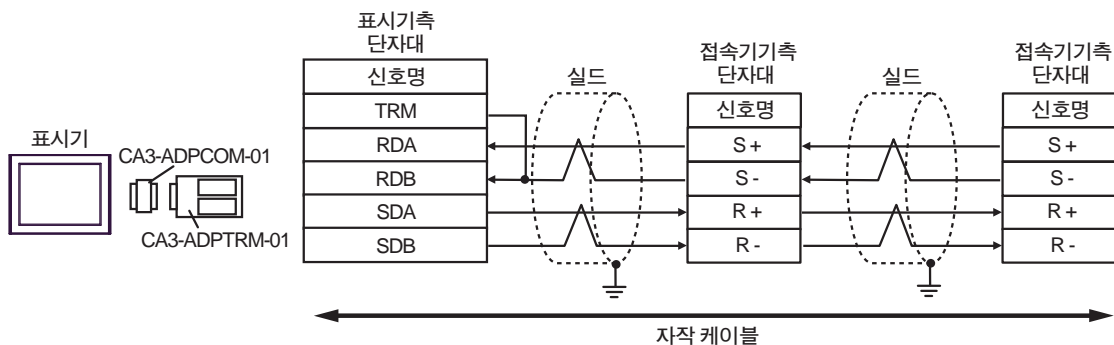 표시기
CA3-ADPCOM-01
CA3-ADPTRM-01
표시기측
단자대
신호명
TRM
RDA
RDB
SDA
SDB
실드
접속기기측
단자대
신호명
S +
S -
R +
R -
실드
접속기기측
단자대
신호명
S +
S -
R +
R -
자작 케이블